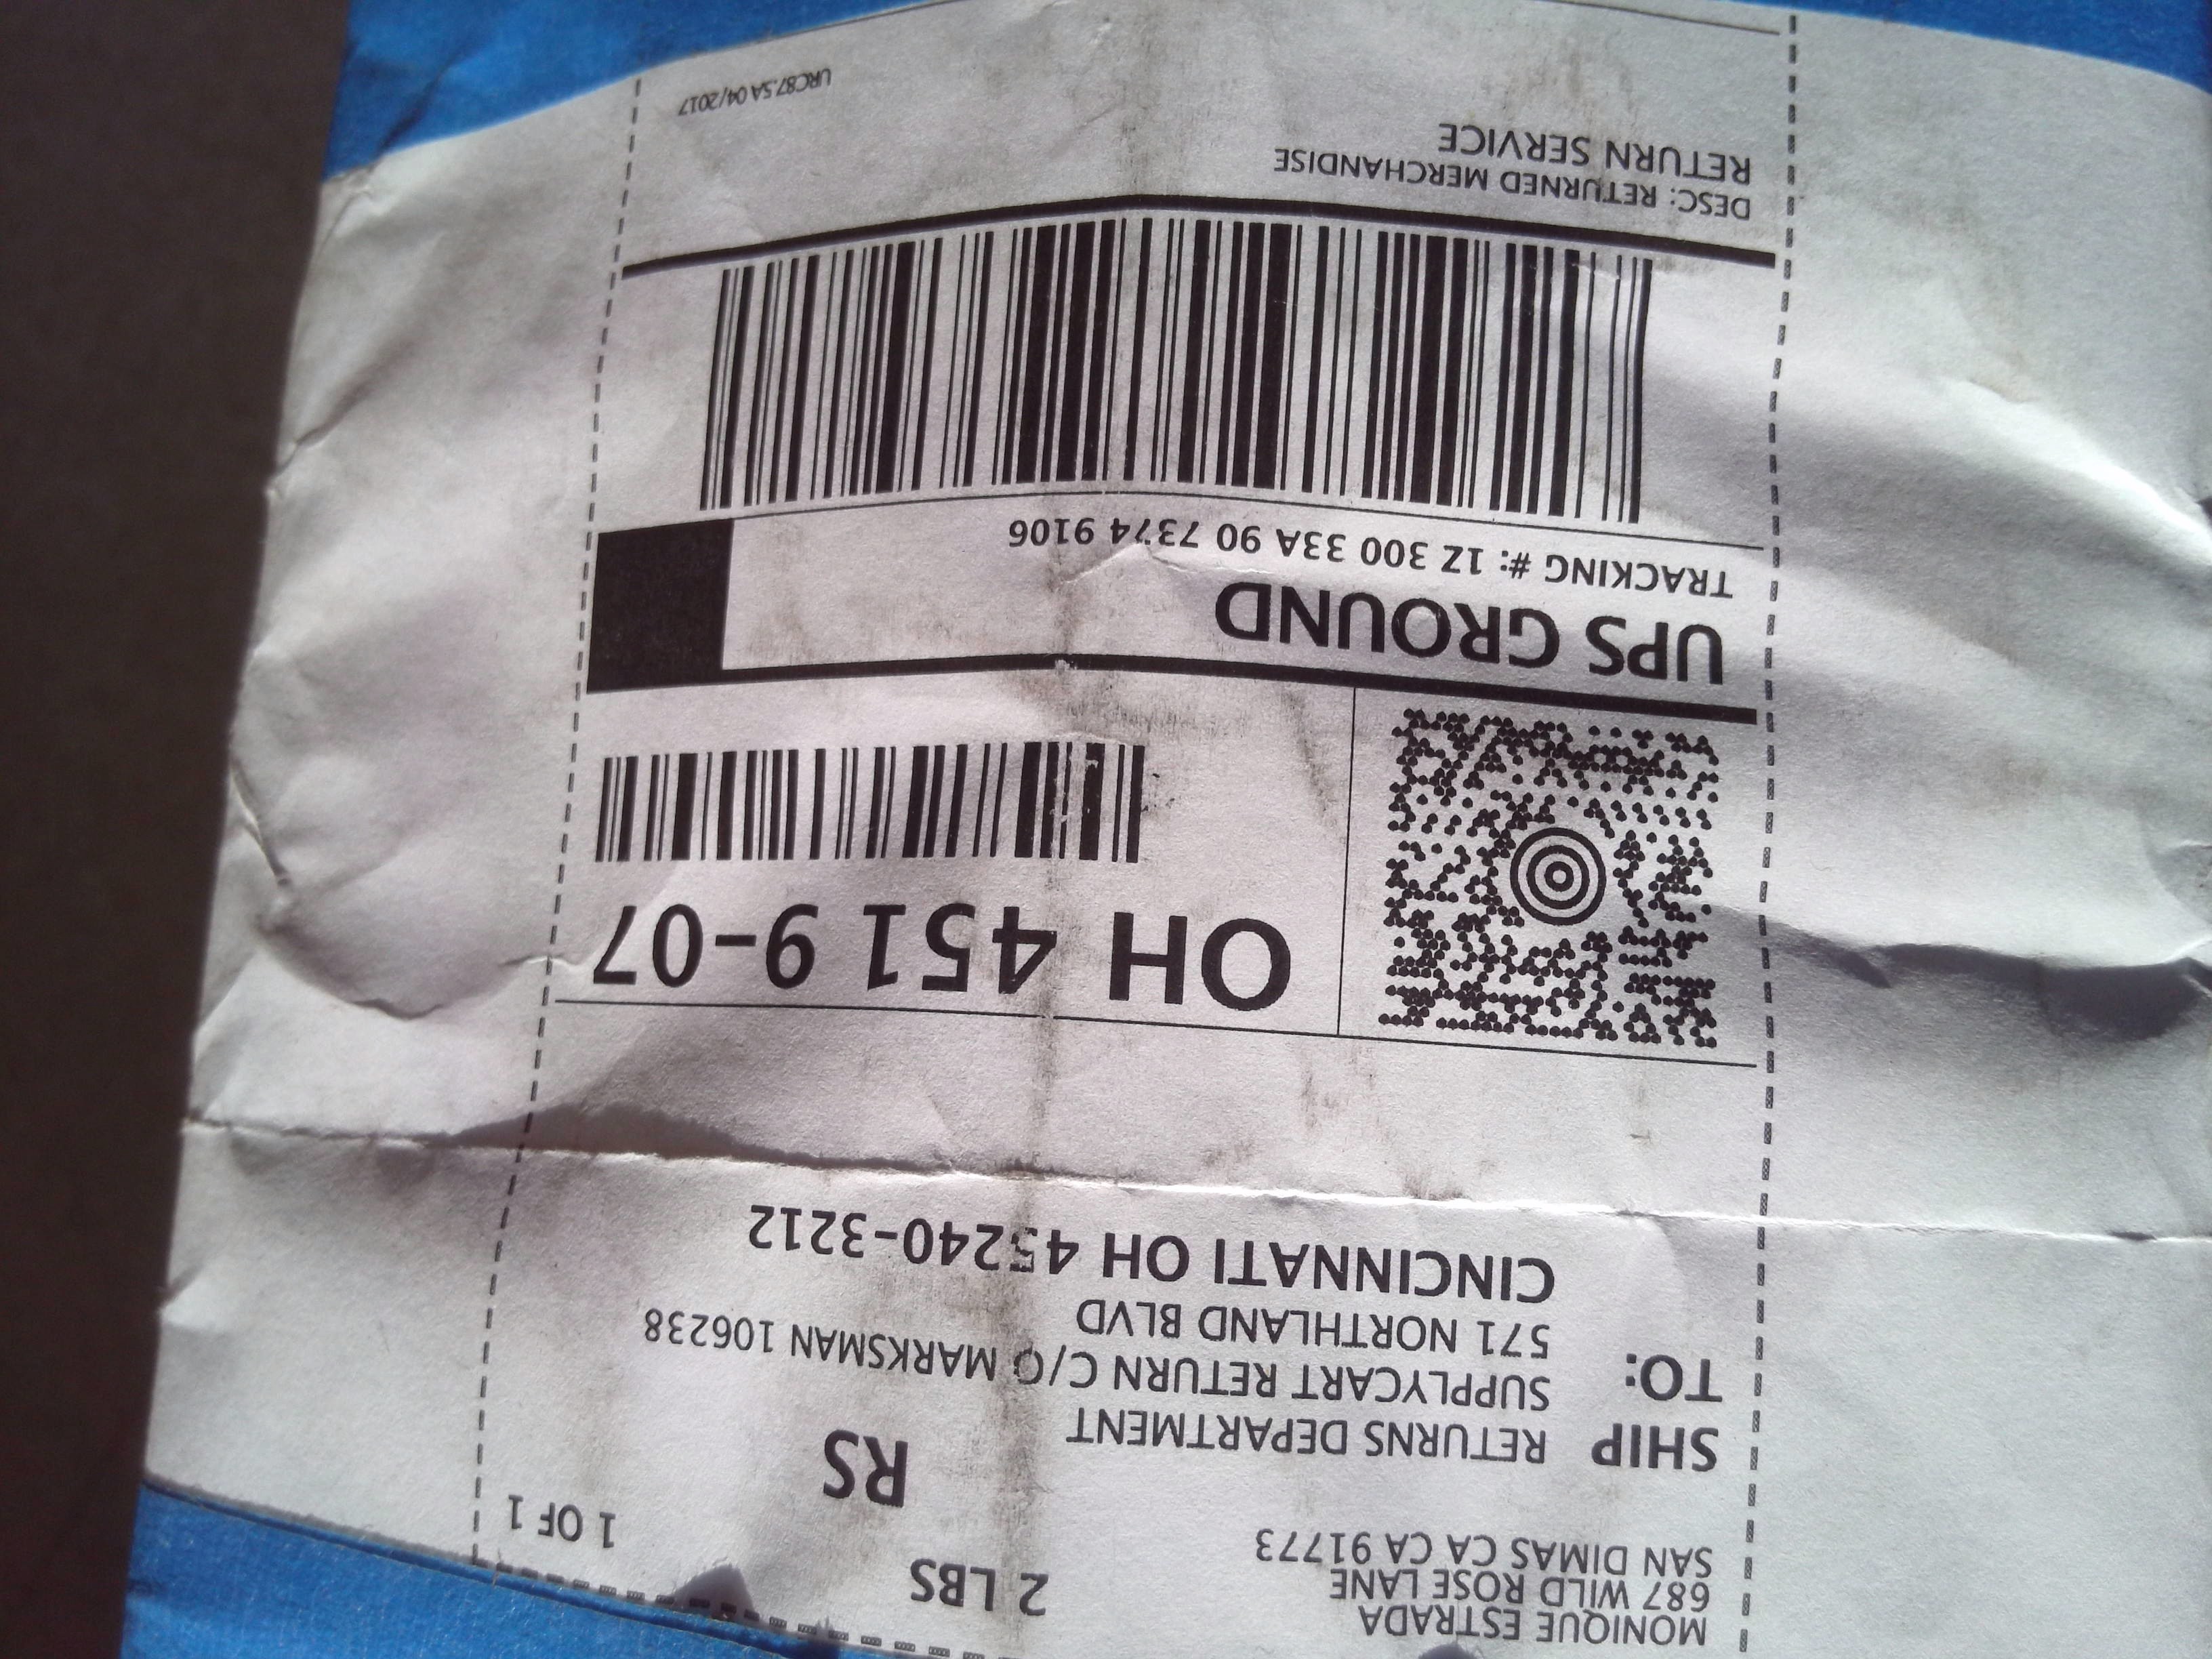 MONIQUE ESTRADA
687 WILD ROSE LANE
SAN DIMAS CA CA 91773
2 LBS
1 OF 1
RS
SHIP
TO:
RETURNS DEPARTMENT
SUPPLYCART RETURN C/O MARKSMAN 106238
571 NORTHLAND BLVD
CINCINNATI OH 45240-3212
OH 451 9-07
UPS GROUND
TRACKING #: 1Z 300 33A 90 7374 9106
DESC: RETURNED MERCHANDISE
RETURN SERVICE
URC87.5A 04/2017